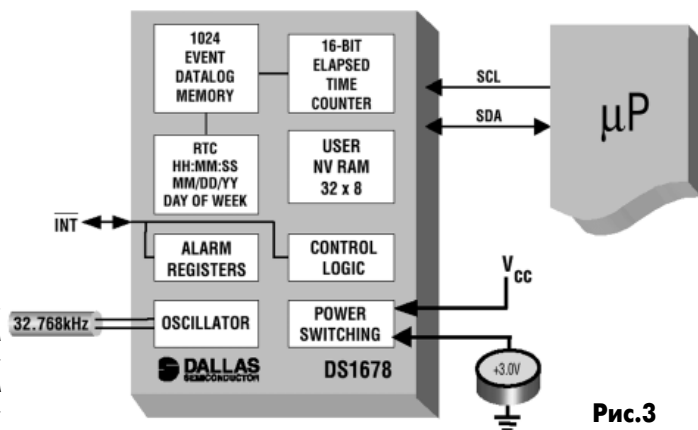 1024
EVENT
DATALOG
MEMORY
16-BIT
ELAPSED
TIME
COUNTER
RTC
HH:MM:SS
MM/DD/YY
DAY OF WEEK
USER
NV RAM
32 x 8
INT
ALARM
REGISTERS
CONTROL
LOGIC
32.768kHz
OSCILLATOR
POWER
SWITCHING
DALLAS
SEMICONDUCTOR
DS1678
SCL
SDA
μP
VCC
+3.0V
Рис.3